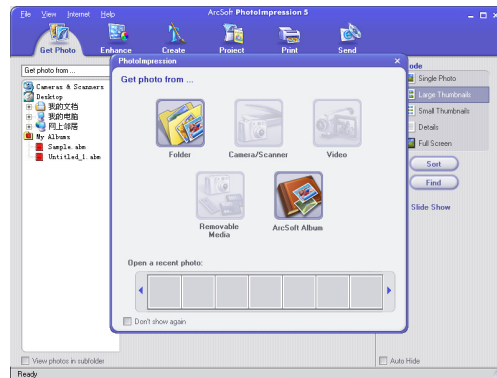 File View Internet Help
ArcSoft PhotoImpression 5
Get Photo Enhance Create Project Print Send
PhotoImpression
Get photo from ...
Folder Camera/Scanner Video
Removable Media ArcSoft Album
Open a recent photo:
Don't show again
Get photo from ...
Cameras & Scanners
Desktop
我的文档
我的电脑
网上邻居
My Albums
Sample.abm
Untitled_1.abm
View photos in subfolder
ode
Single Photo
Large Thumbnails
Small Thumbnails
Details
Full Screen
Sort
Find
Slide Show
Auto Hide
Ready